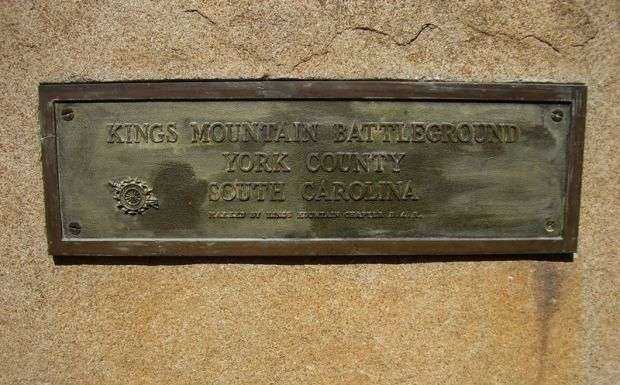 KINGS MOUNTAIN BATTLEGROUND
YORK COUNTY
SOUTH CAROLINA
MARKED BY KINGS MOUNTAIN CHAPTER D.A.R.